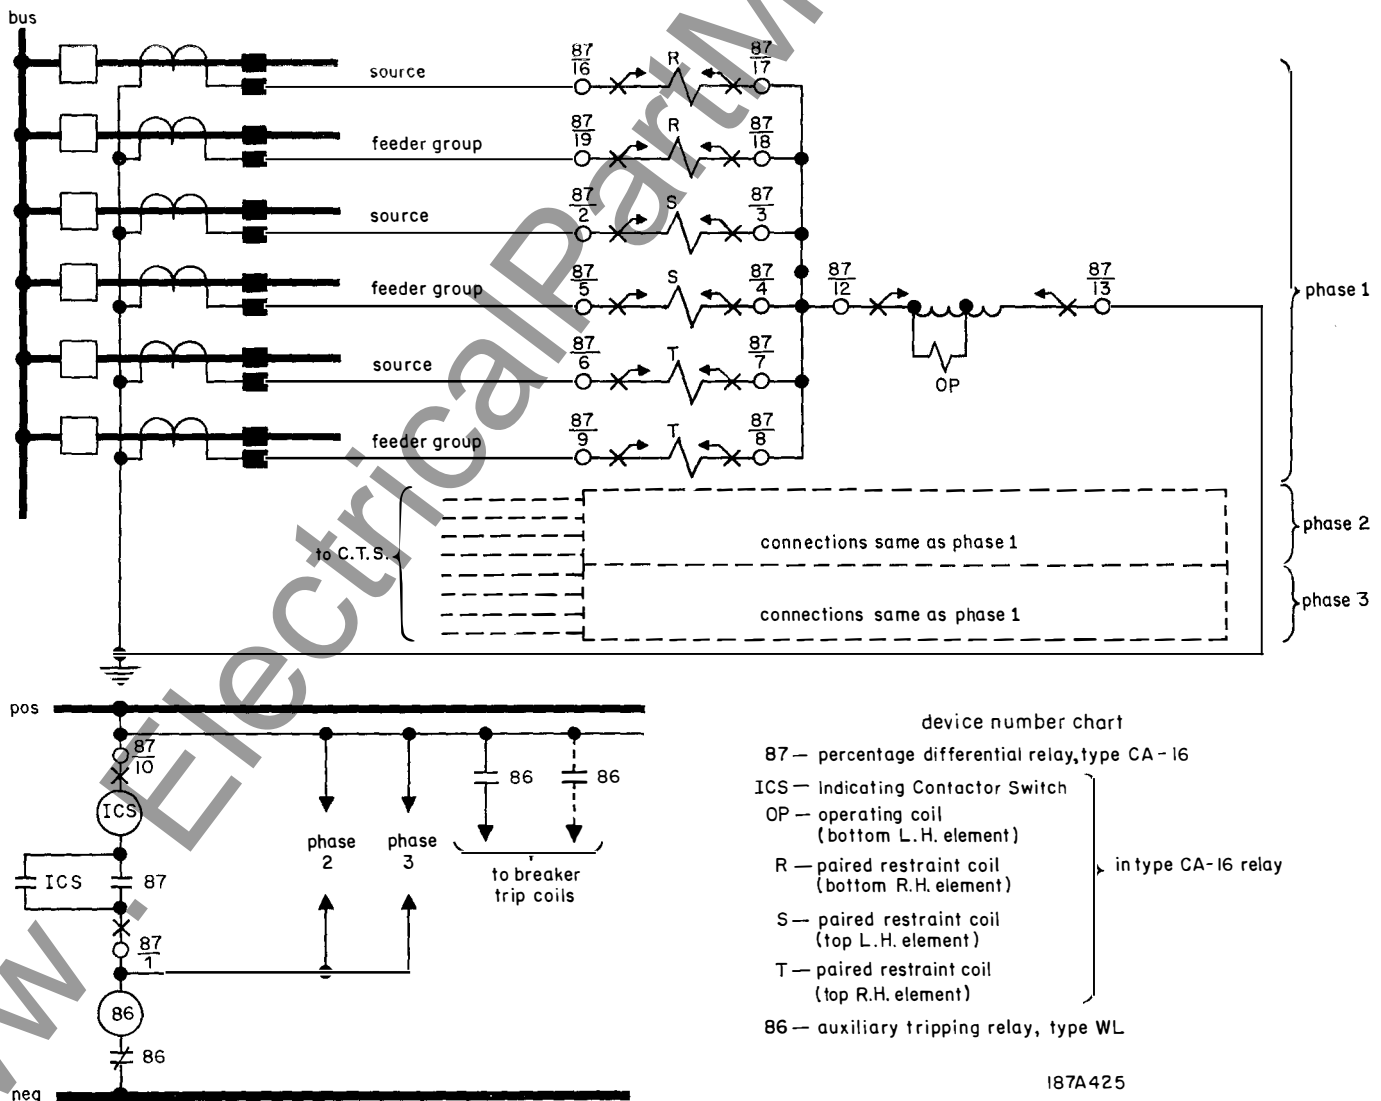 bus
source
87
16
R
87
17
feeder group
87
19
R
87
18
source
87
2
S
87
3
feeder group
87
5
S
87
4
87
12
87
13
OP
source
87
6
T
87
7
feeder group
87
9
T
87
8
phase 1
to C.T.S.
connections same as phase 1
phase 2
connections same as phase 1
phase 3
pos
87
10
ICS
ICS
87
87
1
86
86
neg
phase
2
phase
3
86
86
to breaker
trip coils
device number chart
87 — percentage differential relay, type CA-16
ICS — Indicating Contactor Switch
OP — operating coil
(bottom L.H. element)
R — paired restraint coil
(bottom R.H. element)
S — paired restraint coil
(top L.H. element)
T — paired restraint coil
(top R.H. element)
in type CA-16 relay
86 — auxiliary tripping relay, type WL
187A425
w.ElectricalPartM